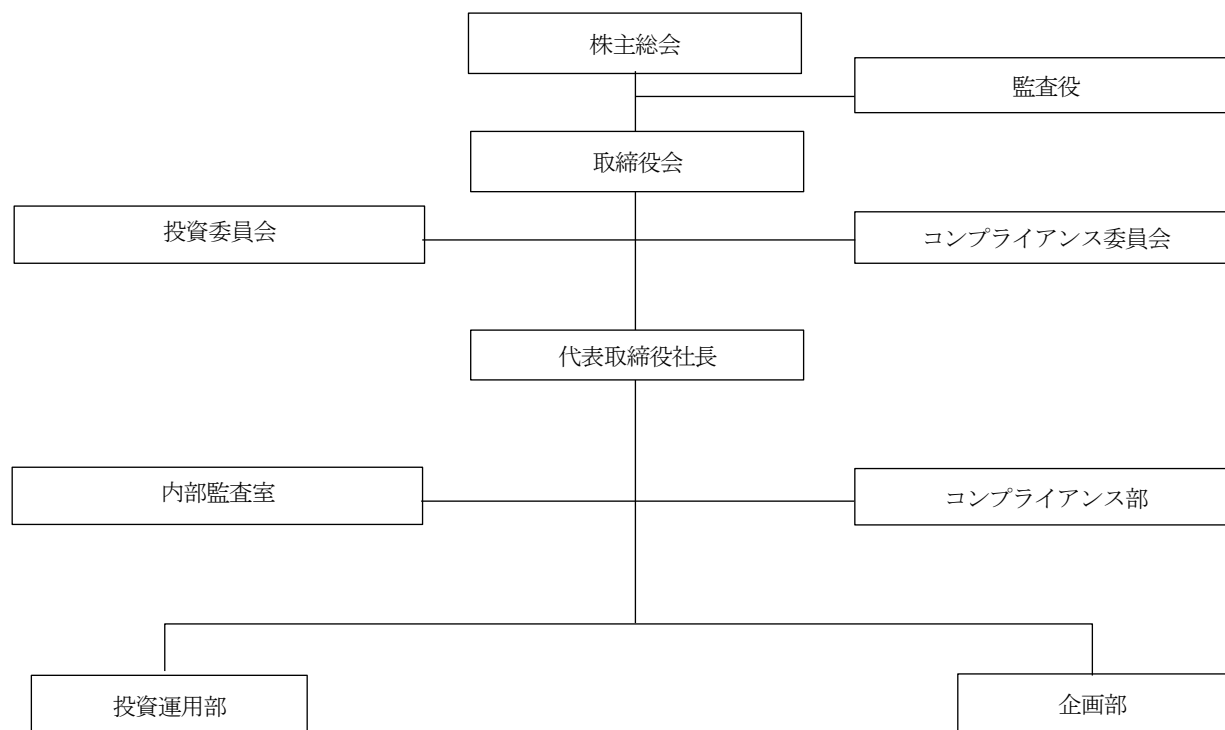 株主総会
監査役
取締役会
投資委員会
コンプライアンス委員会
代表取締役社長
内部監査室
コンプライアンス部
投資運用部
企画部